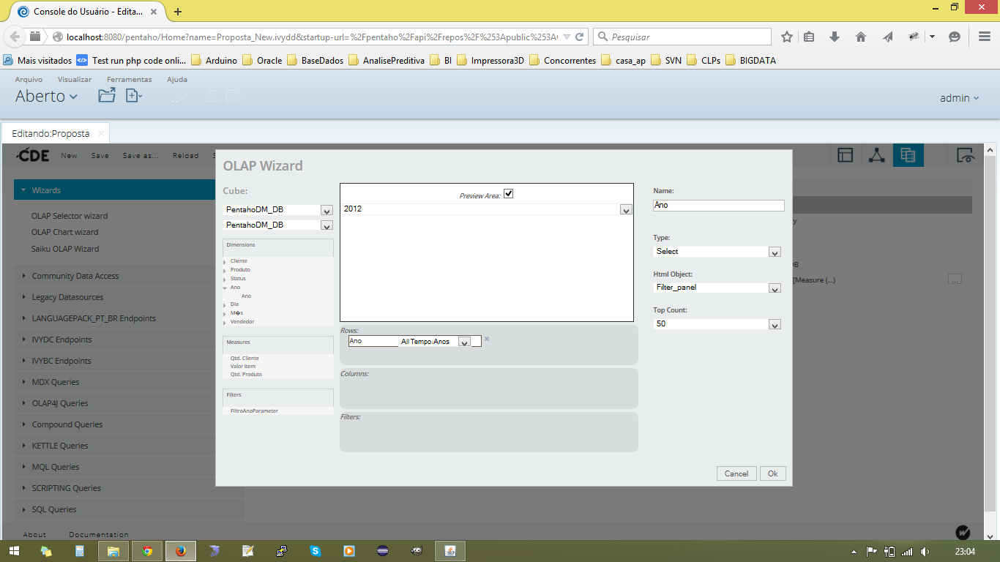 Console do Usuário - Edita...
localhost:8080/pentaho/Home?name=Proposta_New.ivydd&startup-url=%2Fpentaho%2Fapi%2Frepos%2F%253Apublic%253A
Pesquisar
Mais visitados
Test run php code onli...
Arduino
Oracle
BaseDados
AnalisePreditiva
BI
Impressora3D
Concorrentes
casa_ap
SVN
CLPs
BIGDATA
Arquivo
Visualizar
Ferramentas
Ajuda
Aberto
admin
Editando:Proposta
CDE
New
Save
Save as...
Reload
Wizards
OLAP Selector wizard
OLAP Chart wizard
Saiku OLAP Wizard
Community Data Access
Legacy Datasources
LANGUAGEPACK_PT_BR Endpoints
IVYDC Endpoints
IVYBC Endpoints
MDX Queries
OLAP4J Queries
Compound Queries
KETTLE Queries
MQL Queries
SCRIPTING Queries
SQL Queries
OLAP Wizard
Cube:
PentahoDM_DB
PentahoDM_DB
Dimensions
Cliente
Produto
Status
Ano
Ano
Dia
M�s
Vendedor
Measures
Qtd. Cliente
Valor Item
Qtd. Produto
Filters
FiltroAnoParameter
Preview Area:
2012
Rows:
Ano
All Tempo.Anos
Columns:
Filters:
Name:
Ano
Type:
Select
Html Object:
Filter_panel
Top Count:
50
Cancel
Ok
[Measure (...)
...
About
Documentation
23:04